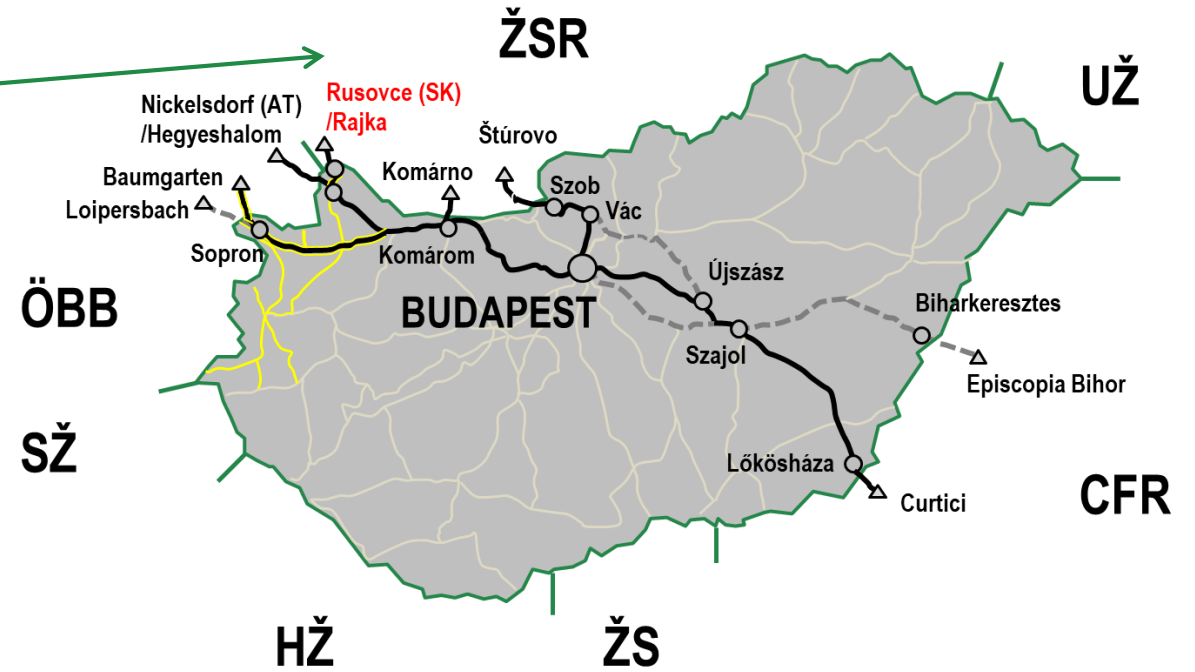 ŽSR
UŽ
Rusovce (SK)
/Rajka
Nickelsdorf (AT)
/Hegyeshalom
Štúrovo
Komárno
Baumgarten
Loipersbach
Szob
Vác
Sopron
Komárom
Újszász
ÖBB
BUDAPEST
Biharkeresztes
Szajol
Episcopia Bihor
SŽ
Lőkösháza
Curtici
CFR
HŽ
ŽS